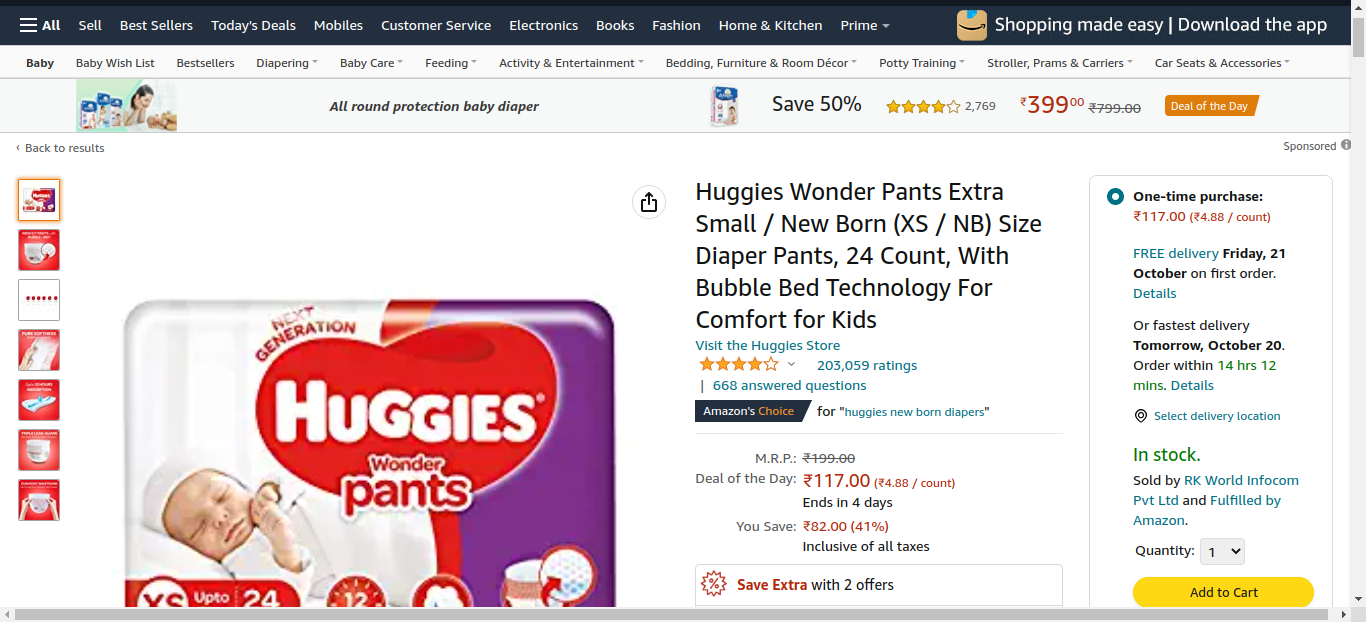 All Sell Best Sellers Today's Deals Mobiles Customer Service Electronics Books Fashion Home & Kitchen Prime Shopping made easy | Download the app
Baby Baby Wish List Bestsellers Diapering Baby Care Feeding Activity & Entertainment Bedding, Furniture & Room Décor Potty Training Stroller, Prams & Carriers Car Seats & Accessories
All round protection baby diaper Save 50% 2,769 ₹39900 ₹799.00 Deal of the Day
‹ Back to results
Sponsored
NEXT
GENERATION
HUGGIES
Wonder
pants
XS Upto 24
12
Huggies Wonder Pants Extra
Small / New Born (XS / NB) Size
Diaper Pants, 24 Count, With
Bubble Bed Technology For
Comfort for Kids
Visit the Huggies Store
203,059 ratings
| 668 answered questions
Amazon's Choice for "huggies new born diapers"
M.R.P.: ₹199.00
Deal of the Day: ₹117.00 (₹4.88 / count)
Ends in 4 days
You Save: ₹82.00 (41%)
Inclusive of all taxes
Save Extra with 2 offers
One-time purchase:
₹117.00 (₹4.88 / count)
FREE delivery Friday, 21
October on first order.
Details
Or fastest delivery
Tomorrow, October 20.
Order within 14 hrs 12
mins. Details
Select delivery location
In stock.
Sold by RK World Infocom
Pvt Ltd and Fulfilled by
Amazon.
Quantity: 1
Add to Cart